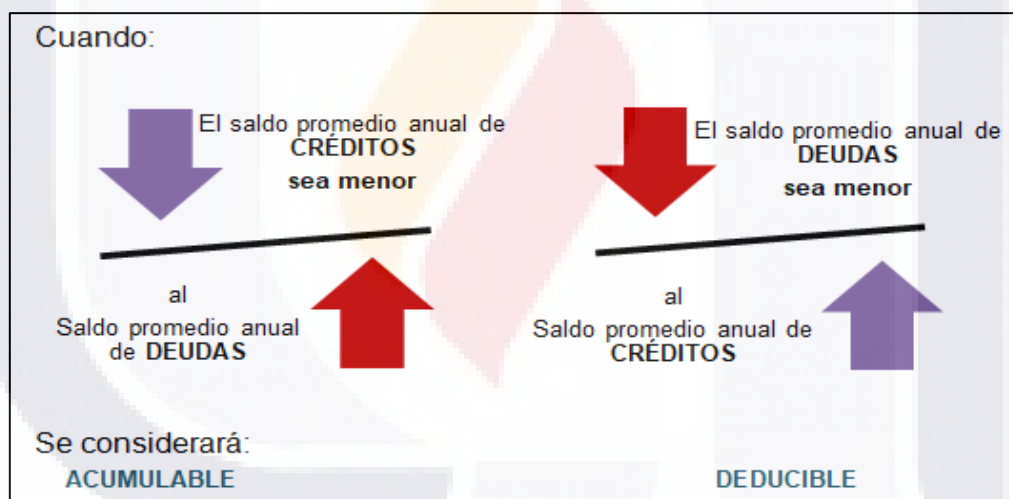 Cuando:
El saldo promedio anual de
CRÉDITOS
sea menor
al
Saldo promedio anual
de DEUDAS
El saldo promedio anual de
DEUDAS
sea menor
al
Saldo promedio anual de
CRÉDITOS
Se considerará:
ACUMULABLE
DEDUCIBLE